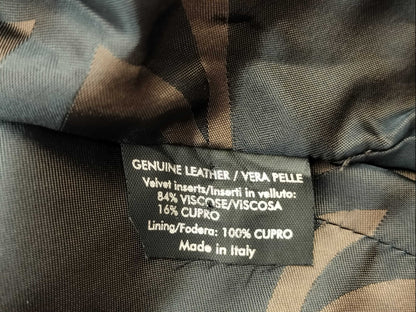 GENUINE LEATHER / VERA PELLE
Velvet inserts/Inserti in velluto:
84% VISCOSE/VISCOSA
16% CUPRO
Lining/Fodera: 100% CUPRO
Made in Italy